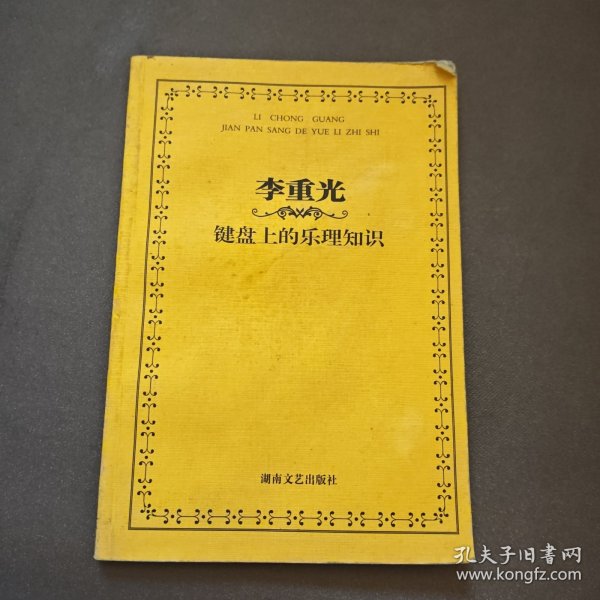 LI CHONG GUANG
JIAN PAN SANG DE YUE LI ZHI SHI
李重光
键盘上的乐理知识
湖南文艺出版社
孔夫子旧书网
www.kongfz.com